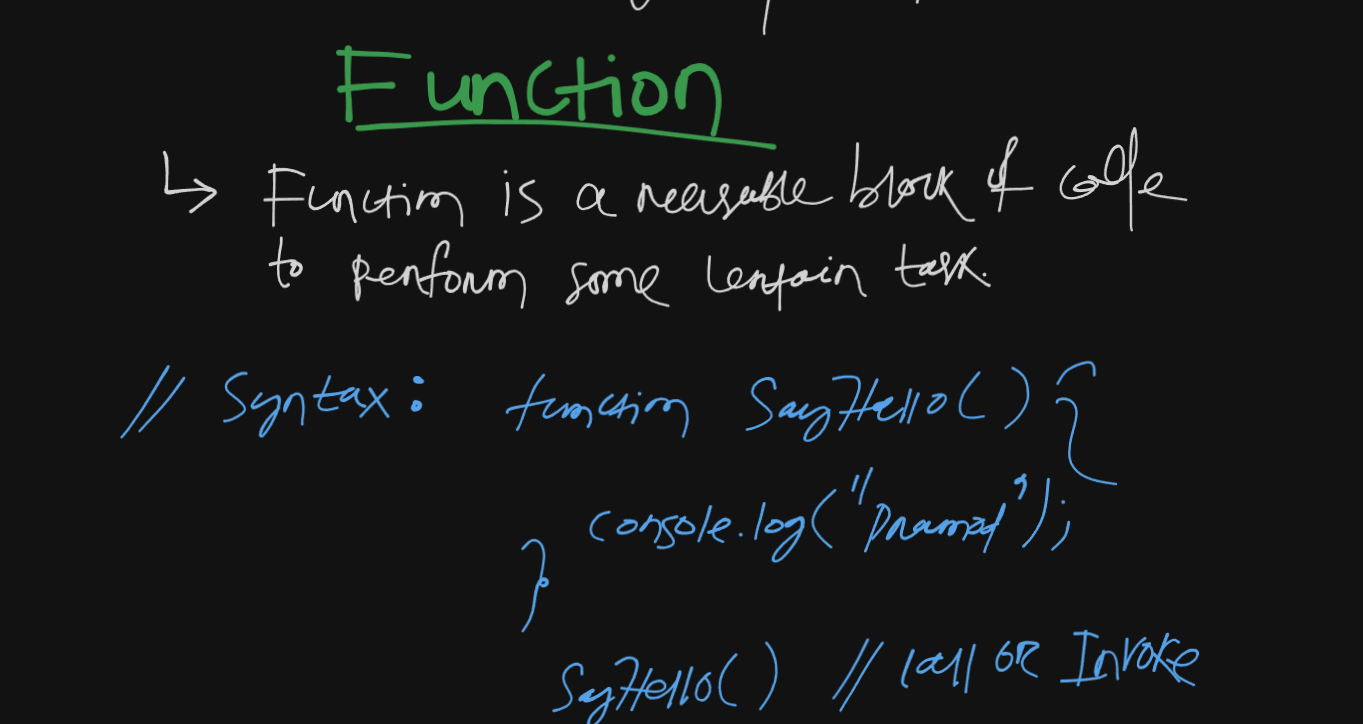 Function
↳ Function is a reusable block of code
to perform some certain task.
// Syntax: function SayHello() {
console.log("Pramod");
}
SayHello() // Call OR Invoke